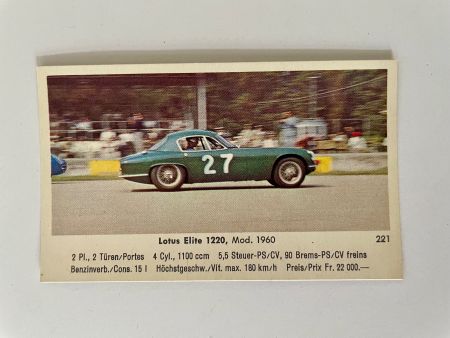 27
Lotus Elite 1220, Mod. 1960
221
2 Pl., 2 Türen/Portes 4 Cyl., 1100 ccm 5,5 Steuer-PS/CV, 90 Brems-PS/CV freins
Benzinverb./Cons. 15 l Höchstgeschw./Vit. max. 180 km/h Preis/Prix Fr. 22 000.—